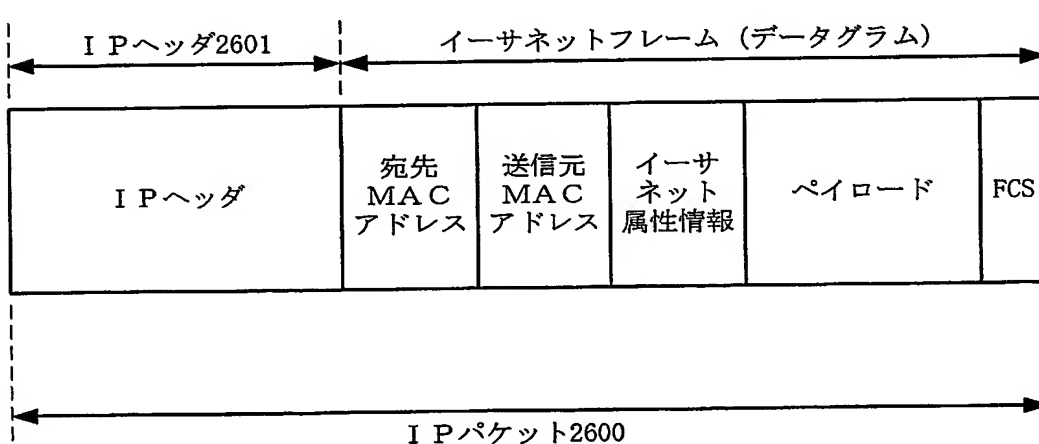 ＩＰヘッダ2601
イーサネットフレーム（データグラム）
ＩＰヘッダ
宛先
ＭＡＣ
アドレス
送信元
ＭＡＣ
アドレス
イーサ
ネット
属性情報
ペイロード
FCS
ＩＰパケット2600